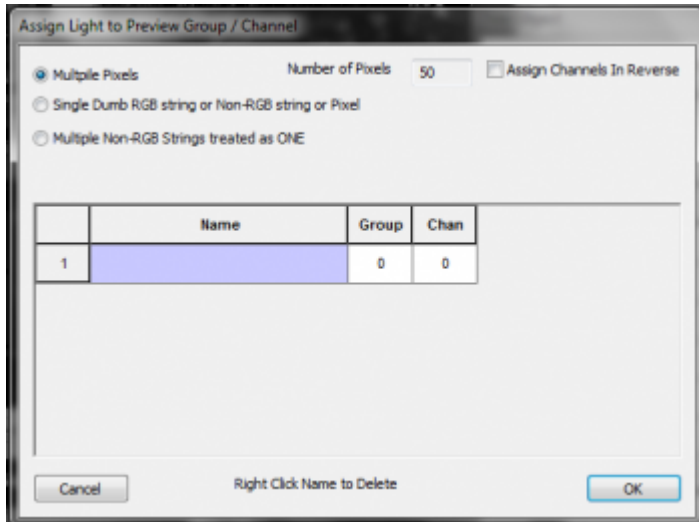 Assign Light to Preview Group / Channel
Multpile Pixels Number of Pixels 50 Assign Channels In Reverse
Single Dumb RGB string or Non-RGB string or Pixel
Multiple Non-RGB Strings treated as ONE
Name Group Chan
1 0 0
Cancel Right Click Name to Delete OK